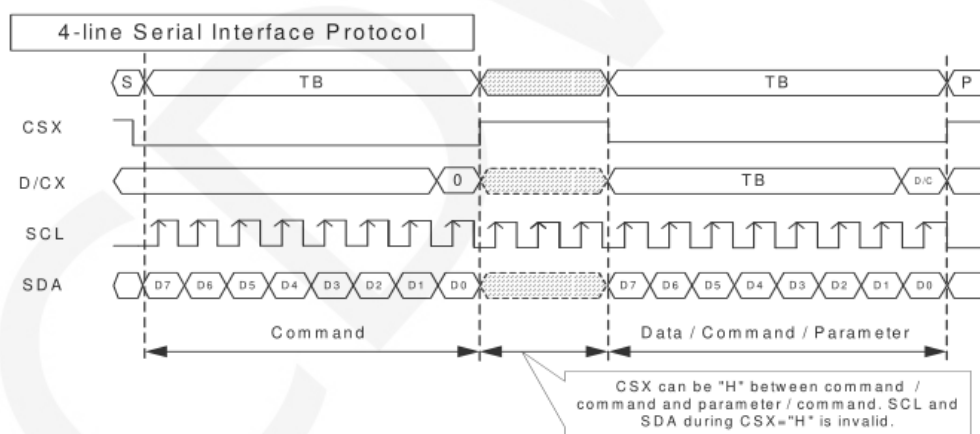 4-line Serial Interface Protocol
S TB TB P
CSX
D/CX 0 TB D/C
SCL
SDA D7 D6 D5 D4 D3 D2 D1 D0 D7 D6 D5 D4 D3 D2 D1 D0
Command Data / Command / Parameter
CSX can be "H" between command /
command and parameter / command. SCL and
SDA during CSX="H" is invalid.